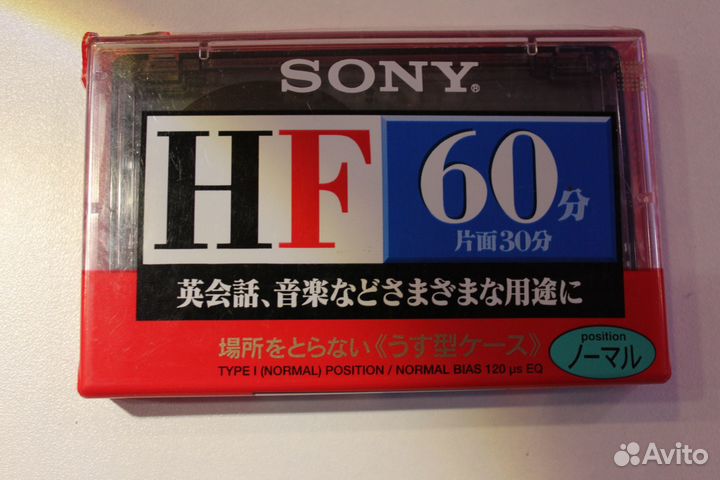 SONY®
HF
60分
片面30分
英会話、音楽などさまざまな用途に
場所をとらない《うす型ケース》
position
ノーマル
TYPE I (NORMAL) POSITION / NORMAL BIAS 120 µs EQ
Avito